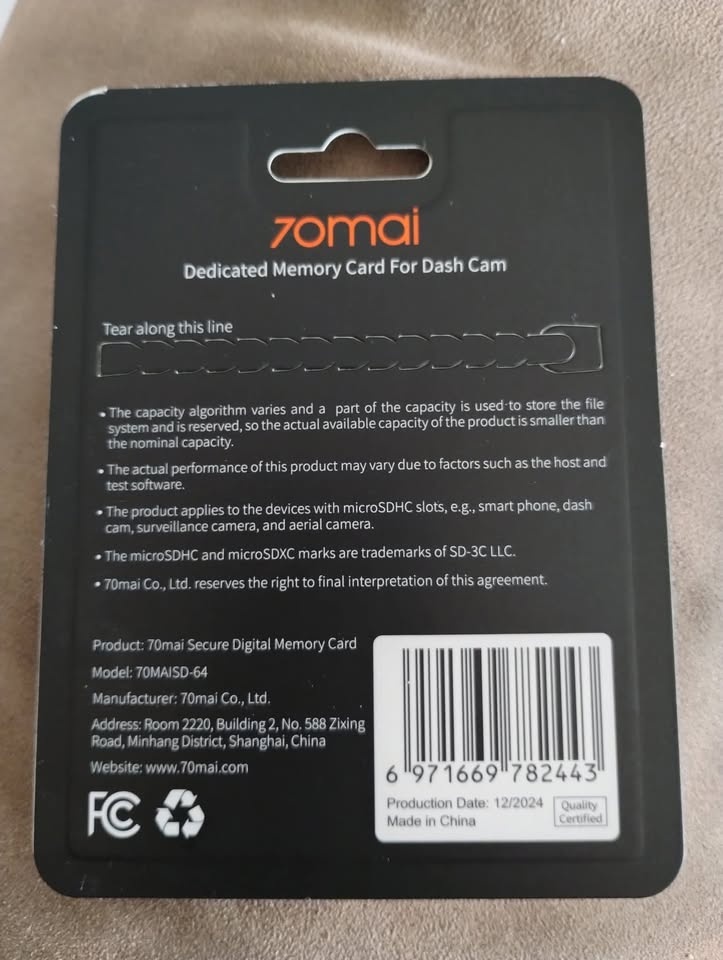 70mai
Dedicated Memory Card For Dash Cam
Tear along this line
• The capacity algorithm varies and a part of the capacity is used to store the file
system and is reserved, so the actual available capacity of the product is smaller than
the nominal capacity.
• The actual performance of this product may vary due to factors such as the host and
test software.
• The product applies to the devices with microSDHC slots, e.g., smart phone, dash
cam, surveillance camera, and aerial camera.
• The microSDHC and microSDXC marks are trademarks of SD-3C LLC.
• 70mai Co., Ltd. reserves the right to final interpretation of this agreement.
Product: 70mai Secure Digital Memory Card
Model: 70MAISD-64
Manufacturer: 70mai Co., Ltd.
Address: Room 2220, Building 2, No. 588 Zixing
Road, Minhang District, Shanghai, China
Website: www.70mai.com
FC
6 971669 782443
Production Date: 12/2024
Made in China
Quality
Certified